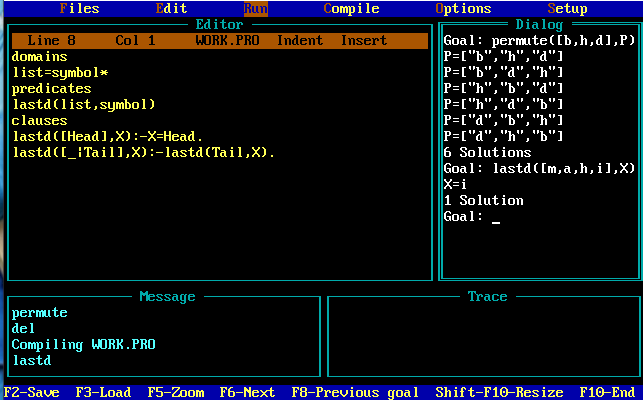 Files Edit Run Compile Options Setup
Editor
Line 8 Col 1 WORK.PRO Indent Insert
domains
list=symbol*
predicates
lastd(list,symbol)
clauses
lastd([Head],X):-X=Head.
lastd([_|Tail],X):-lastd(Tail,X).
Dialog
Goal: permute([b,h,d],P)
P=["b","h","d"]
P=["b","d","h"]
P=["h","b","d"]
P=["h","d","b"]
P=["d","b","h"]
P=["d","h","b"]
6 Solutions
Goal: lastd([m,a,h,i],X)
X=i
1 Solution
Goal: _
Message
permute
del
Compiling WORK.PRO
lastd
Trace
F2-Save F3-Load F5-Zoom F6-Next F8-Previous goal Shift-F10-Resize F10-End